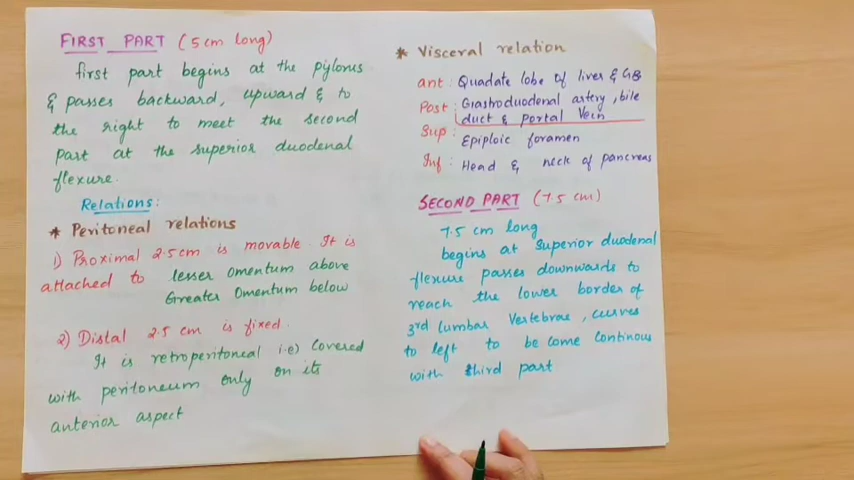 FIRST PART (5 cm long)
first part begins at the pylorus
& passes backward, upward & to
the right to meet the second
part at the superior duodenal
flexure.
Relations:
* Peritoneal relations
1) Proximal 2.5 cm is movable. It is
attached to lesser omentum above
Greater Omentum below
2) Distal 2.5 cm is fixed.
It is retroperitoneal i.e) covered
with peritoneum only on its
anterior aspect
* Visceral relation
ant : Quadate lobe of liver & GB
Post : Grastroduodenal artery, bile
duct & portal Vein
Sup : Epiploic foramen
Inf : Head & neck of pancreas
SECOND PART (7.5 cm)
7.5 cm long
begins at superior duodenal
flexure passes downwards to
reach the lower border of
3rd lumbar Vertebrae, curves
to left to be come continous
with third part